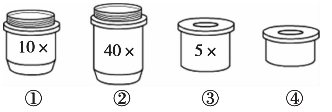 10× 40× 5×
① ② ③ ④